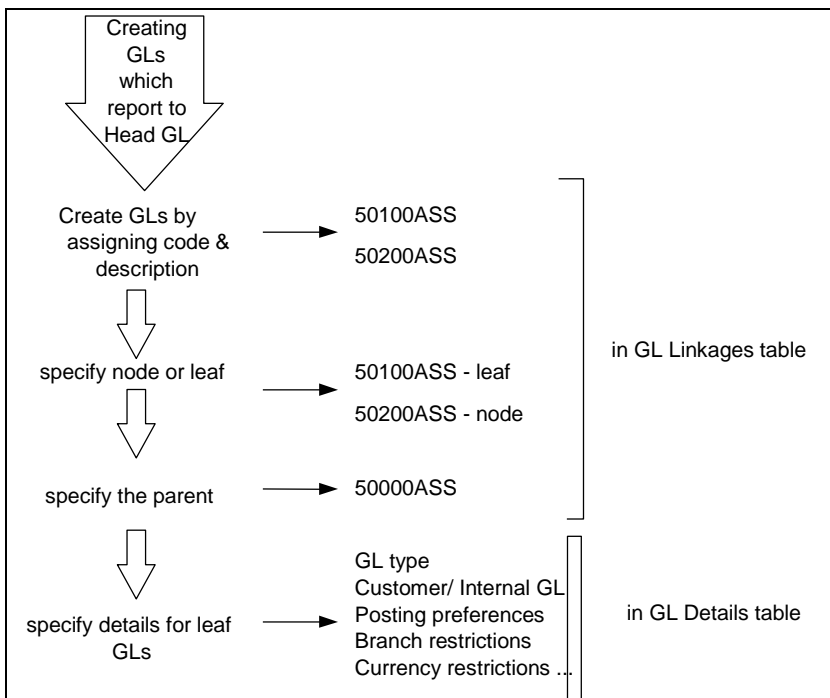 Creating
GLs
which
report to
Head GL
Create GLs by
assigning code &
description
50100ASS
50200ASS
specify node or leaf
50100ASS - leaf
50200ASS - node
in GL Linkages table
specify the parent
50000ASS
specify details for leaf
GLs
GL type
Customer/ Internal GL
Posting preferences
Branch restrictions
Currency restrictions ...
in GL Details table